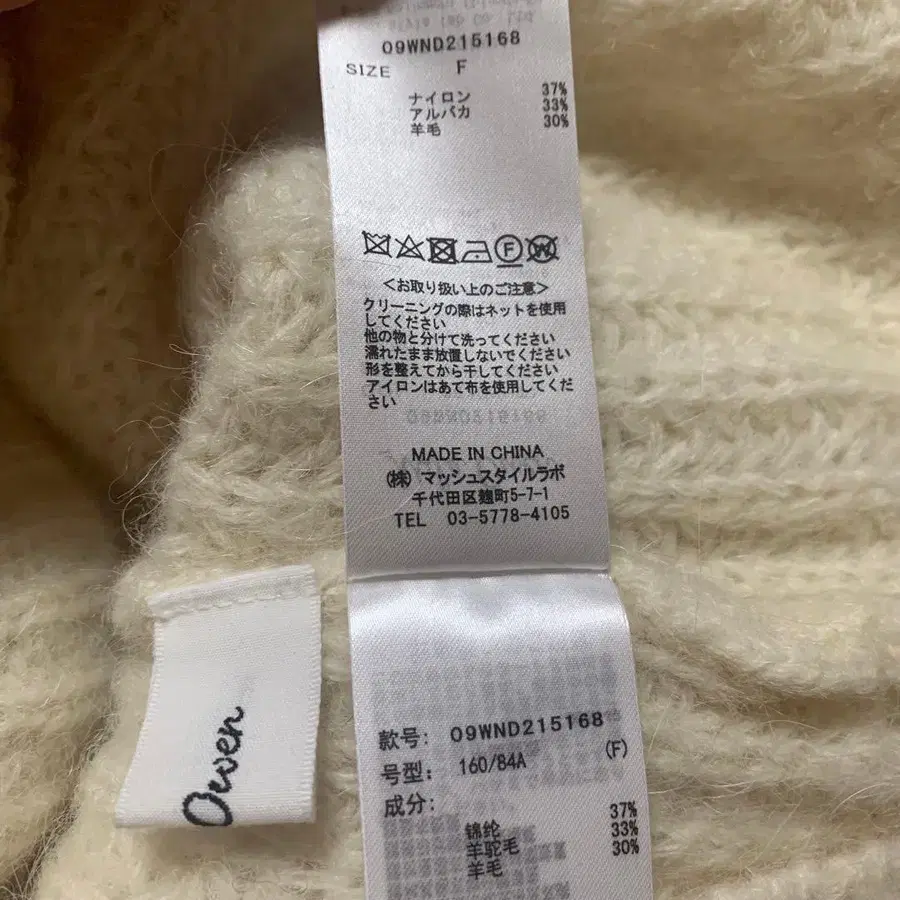 09WND215168
SIZE F
ナイロン 37%
アルパカ 33%
羊毛 30%
F W
<お取り扱い上のご注意>
クリーニングの際はネットを使用
してください
他の物と分けて洗ってください
濡れたまま放置しないでください
形を整えてから干してください
アイロンはあて布を使用してくだ
さい
MADE IN CHINA
(株)マッシュスタイルラボ
千代田区麹町5-7-1
TEL 03-5778-4105
Owen
款号: 09WND215168
号型: 160/84A (F)
成分:
锦纶 37%
羊驼毛 33%
羊毛 30%